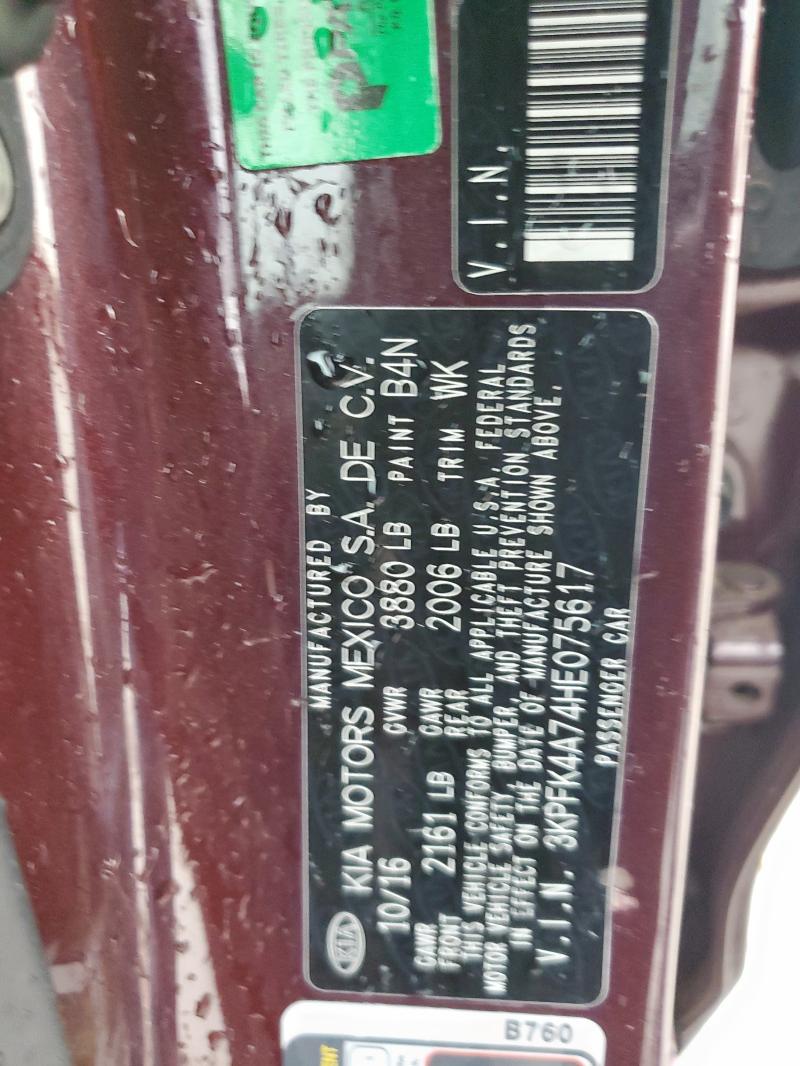 MANUFACTURED BY
KIA KIA MOTORS MEXICO S.A. DE C.V.
10/16 GVWR 3880 LB PAINT B4N
GAWR FRONT 2161 LB GAWR REAR 2006 LB TRIM WK
THIS VEHICLE CONFORMS TO ALL APPLICABLE U.S.A. FEDERAL
MOTOR VEHICLE SAFETY, BUMPER, AND THEFT PREVENTION STANDARDS
IN EFFECT ON THE DATE OF MANUFACTURE SHOWN ABOVE.
V.I.N. 3KPFK4A74HE075617
PASSENGER CAR
V.I.N.
B760